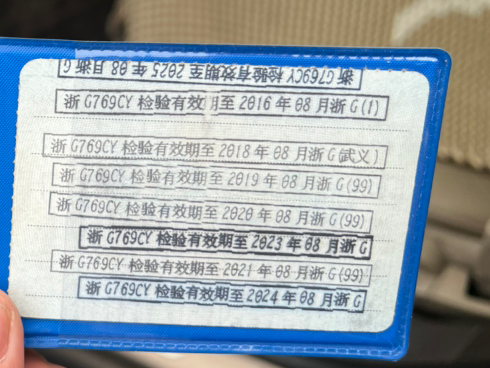 浙 G769CY 检验有效期至 2025 年 08 月浙 G
浙 G769CY 检验有效期至 2016 年 08 月浙 G (1)
浙 G769CY 检验有效期至 2018 年 08 月浙 G (武义)
浙 G769CY 检验有效期至 2019 年 08 月浙 G (99)
浙 G769CY 检验有效期至 2020 年 08 月浙 G (99)
浙 G769CY 检验有效期至 2023 年 08 月浙 G
浙 G769CY 检验有效期至 2021 年 08 月浙 G (99)
浙 G769CY 检验有效期至 2024 年 08 月浙 G